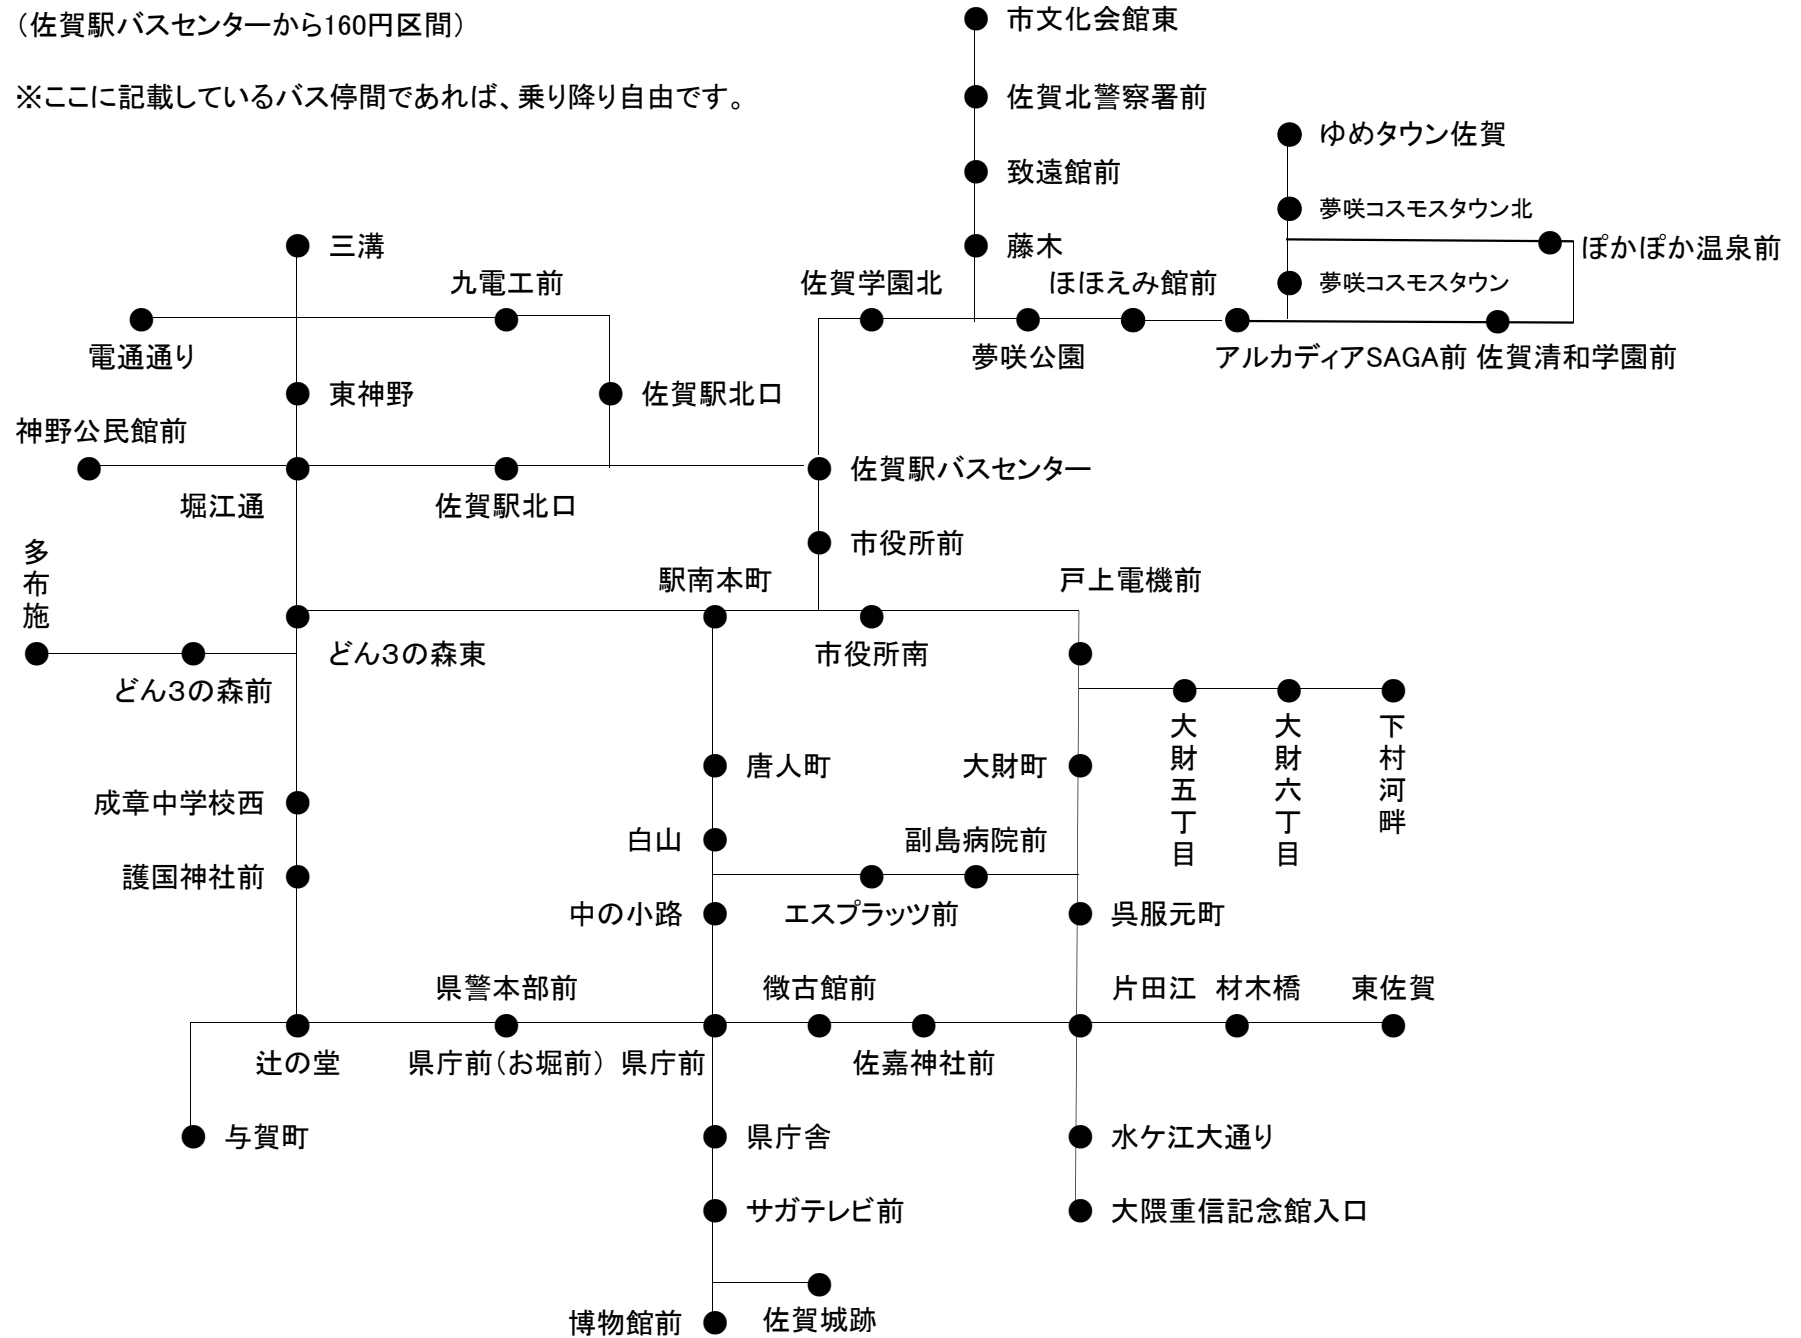 （佐賀駅バスセンターから160円区間）
市文化会館東
※ここに記載しているバス停間であれば、乗り降り自由です。
佐賀北警察署前
ゆめタウン佐賀
致遠館前
夢咲コスモスタウン北
三溝
藤木
ぽかぽか温泉前
九電工前
佐賀学園北
ほほえみ館前
夢咲コスモスタウン
電通通り
夢咲公園
アルカディアSAGA前
佐賀清和学園前
東神野
佐賀駅北口
神野公民館前
佐賀駅バスセンター
堀江通
佐賀駅北口
市役所前
多布施
駅南本町
戸上電機前
どん３の森東
市役所南
どん３の森前
大財五丁目
大財六丁目
下村河畔
唐人町
大財町
成章中学校西
白山
副島病院前
護国神社前
中の小路
エスプラッツ前
呉服元町
県警本部前
徴古館前
片田江
材木橋
東佐賀
辻の堂
県庁前（お堀前）
県庁前
佐嘉神社前
与賀町
県庁舎
水ケ江大通り
サガテレビ前
大隈重信記念館入口
博物館前
佐賀城跡